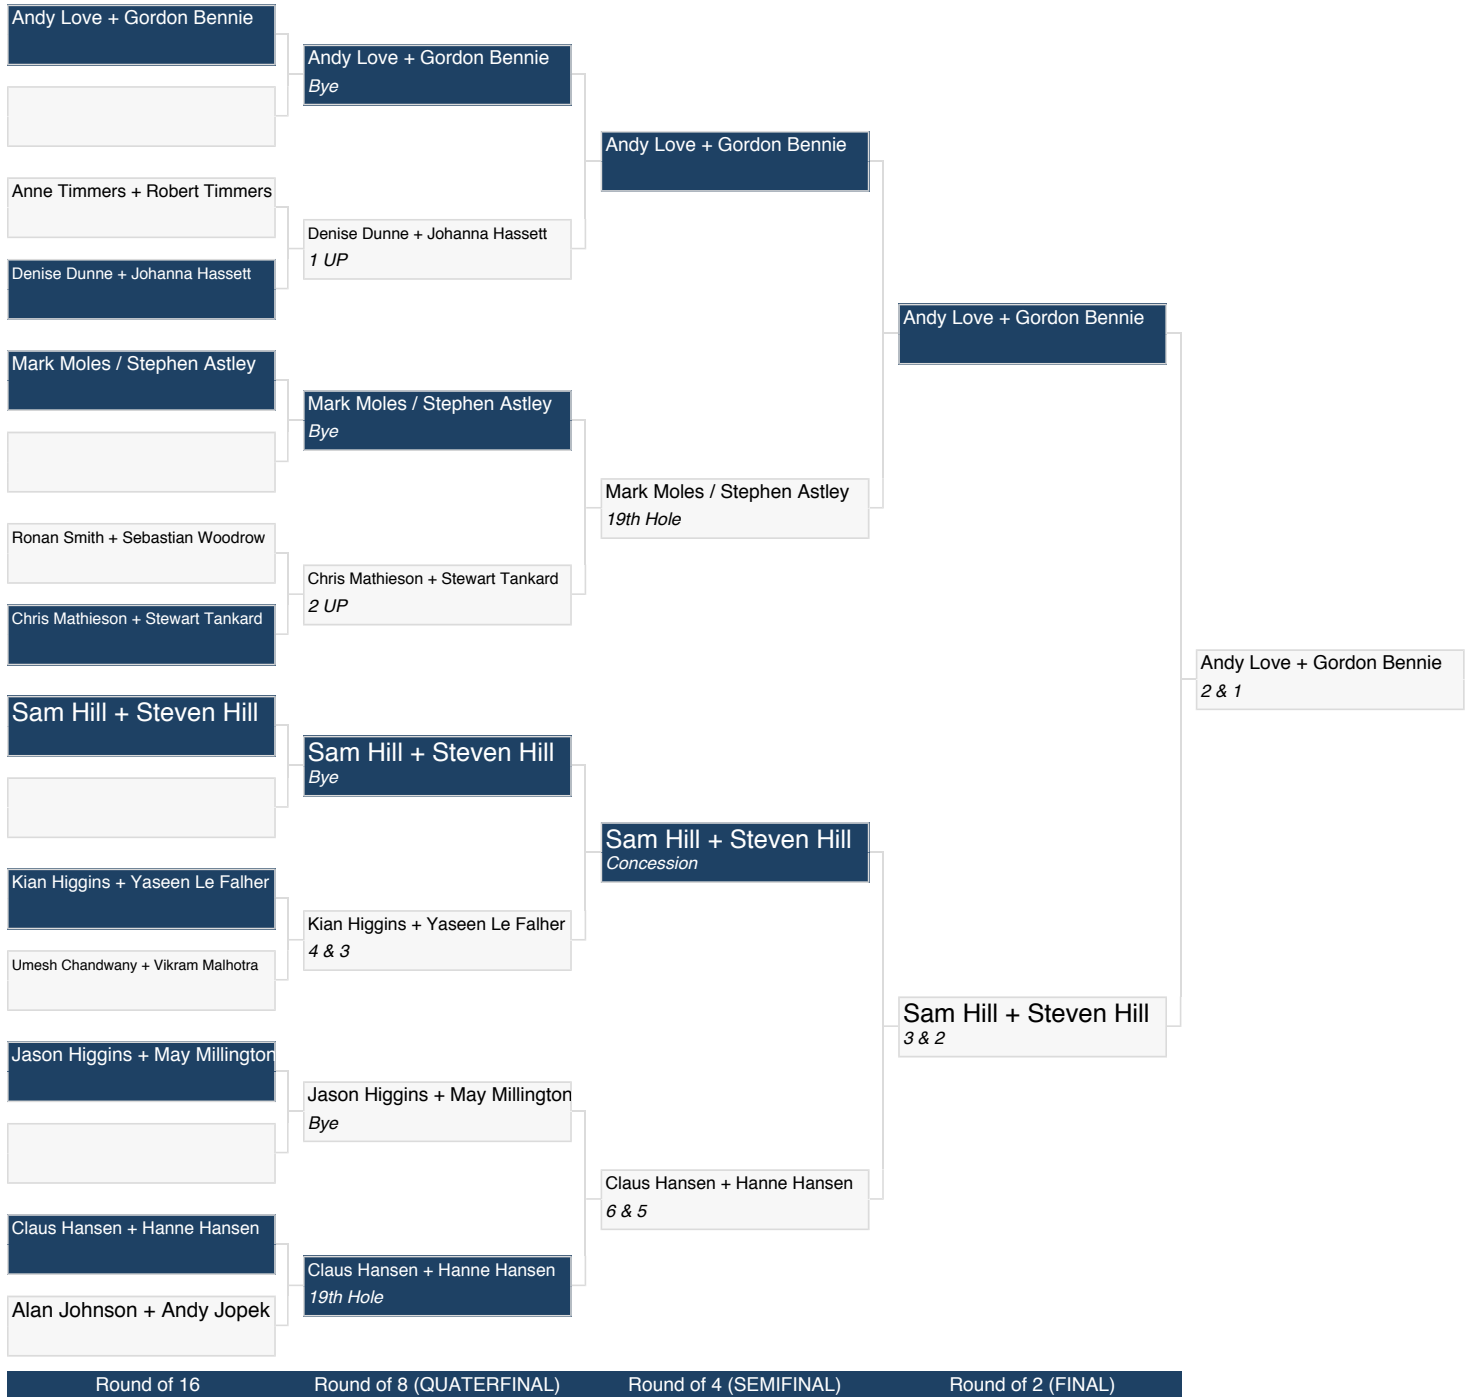 Andy Love + Gordon Bennie
Anne Timmers + Robert Timmers
Denise Dunne + Johanna Hassett
Mark Moles / Stephen Astley
Ronan Smith + Sebastian Woodrow
Chris Mathieson + Stewart Tankard
Sam Hill + Steven Hill
Kian Higgins + Yaseen Le Falher
Umesh Chandwany + Vikram Malhotra
Jason Higgins + May Millington
Claus Hansen + Hanne Hansen
Alan Johnson + Andy Jopek
Round of 16
Andy Love + Gordon Bennie
Bye
Denise Dunne + Johanna Hassett
1 UP
Mark Moles / Stephen Astley
Bye
Chris Mathieson + Stewart Tankard
2 UP
Sam Hill + Steven Hill
Bye
Kian Higgins + Yaseen Le Falher
4 & 3
Jason Higgins + May Millington
Bye
Claus Hansen + Hanne Hansen
19th Hole
Round of 8 (QUATERFINAL)
Andy Love + Gordon Bennie
Mark Moles / Stephen Astley
19th Hole
Sam Hill + Steven Hill
Concession
Claus Hansen + Hanne Hansen
6 & 5
Round of 4 (SEMIFINAL)
Andy Love + Gordon Bennie
Sam Hill + Steven Hill
3 & 2
Round of 2 (FINAL)
Andy Love + Gordon Bennie
2 & 1